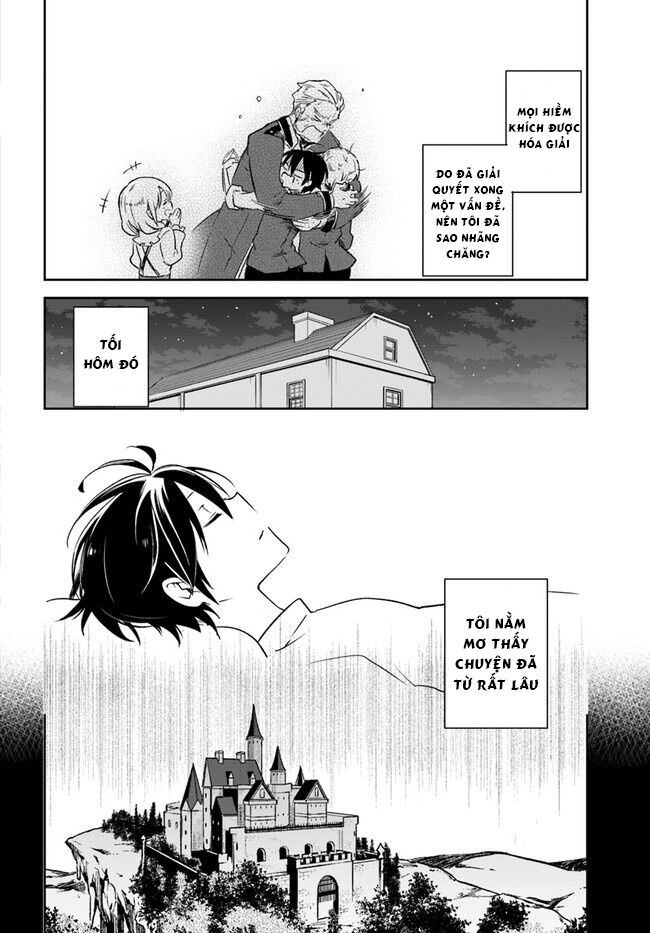 MỌI HIỀM
KHÍCH ĐƯỢC
HÓA GIẢI
DO ĐÃ GIẢI
QUYẾT XONG
MỘT VẤN ĐỀ,
NÊN TÔI ĐÃ
SAO NHÃNG
CHĂNG?
TỐI
HÔM ĐÓ
TÔI NẰM
MƠ THẤY
CHUYỆN ĐÃ
TỪ RẤT LÂU